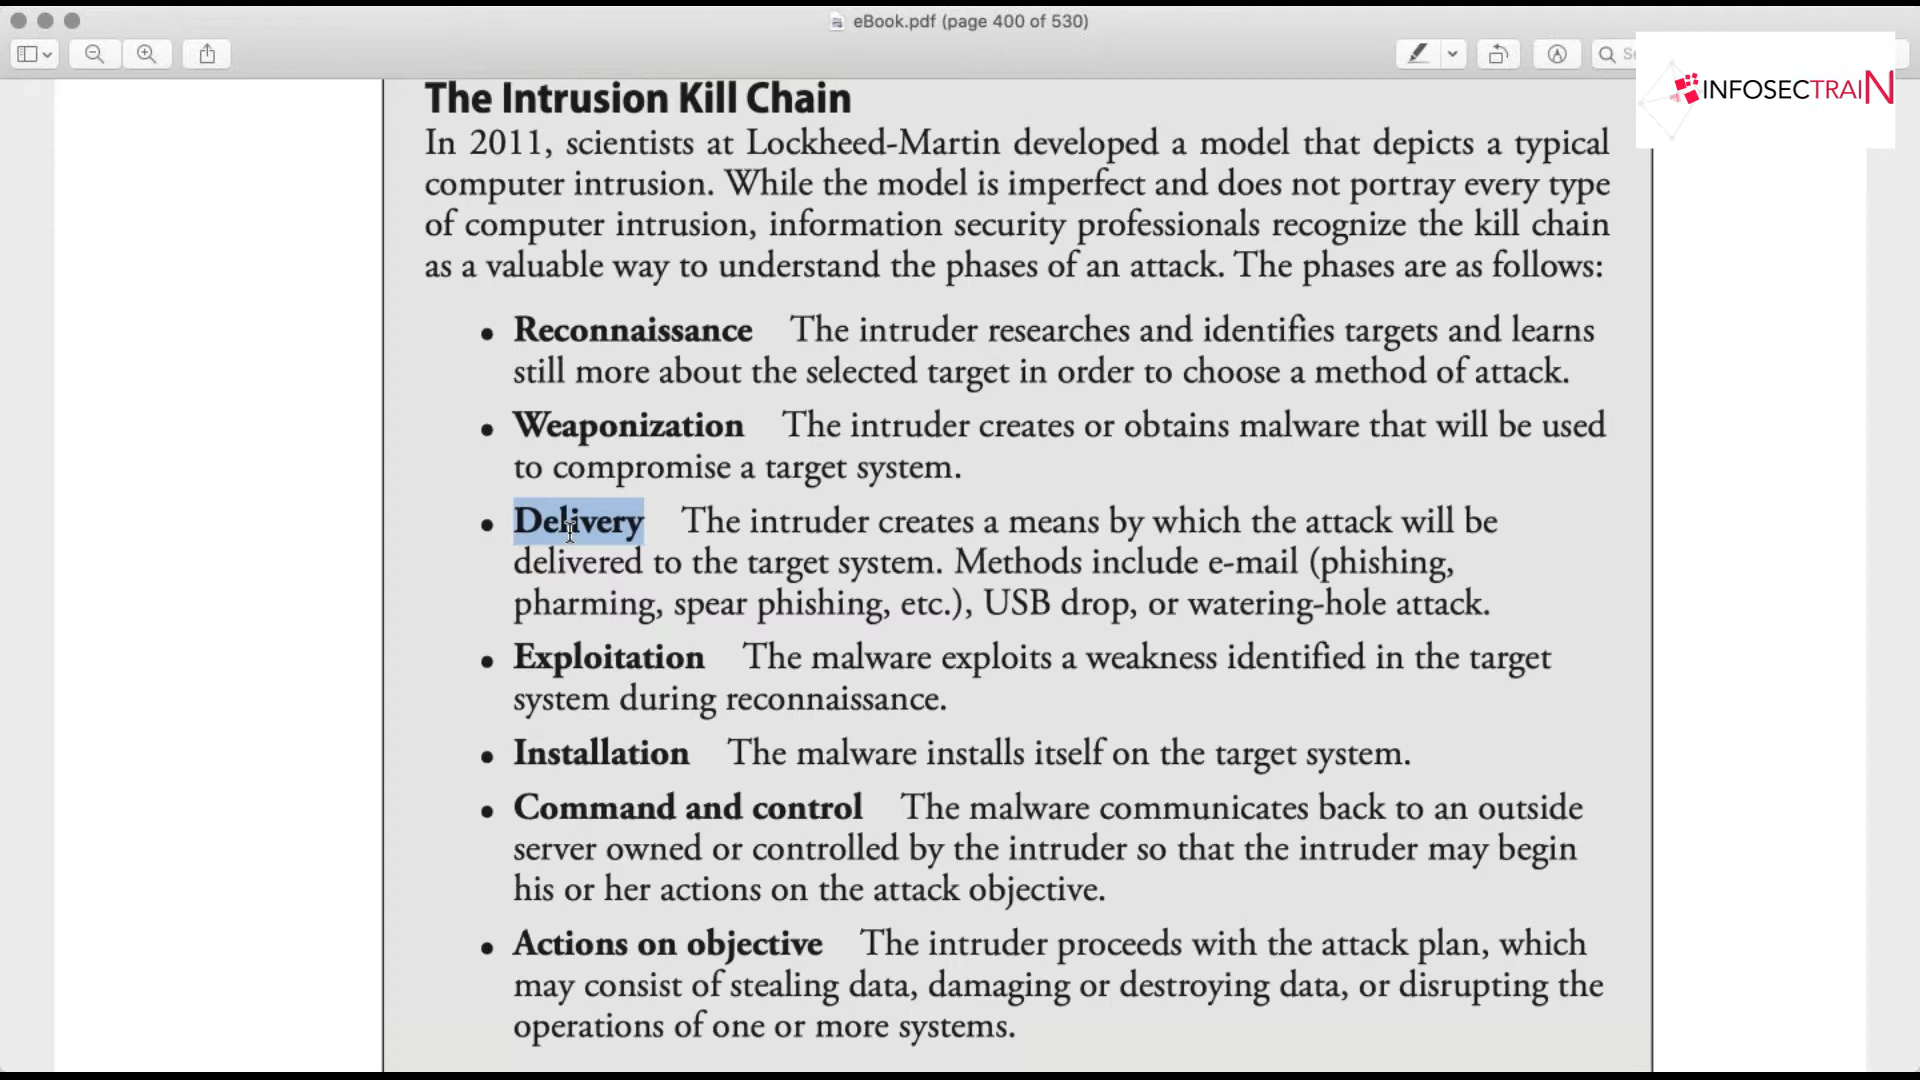 eBook.pdf (page 400 of 530)
INFOSECTRAIN
The Intrusion Kill Chain
In 2011, scientists at Lockheed-Martin developed a model that depicts a typical
computer intrusion. While the model is imperfect and does not portray every type
of computer intrusion, information security professionals recognize the kill chain
as a valuable way to understand the phases of an attack. The phases are as follows:
• Reconnaissance The intruder researches and identifies targets and learns
still more about the selected target in order to choose a method of attack.
• Weaponization The intruder creates or obtains malware that will be used
to compromise a target system.
• Delivery The intruder creates a means by which the attack will be
delivered to the target system. Methods include e-mail (phishing,
pharming, spear phishing, etc.), USB drop, or watering-hole attack.
• Exploitation The malware exploits a weakness identified in the target
system during reconnaissance.
• Installation The malware installs itself on the target system.
• Command and control The malware communicates back to an outside
server owned or controlled by the intruder so that the intruder may begin
his or her actions on the attack objective.
• Actions on objective The intruder proceeds with the attack plan, which
may consist of stealing data, damaging or destroying data, or disrupting the
operations of one or more systems.